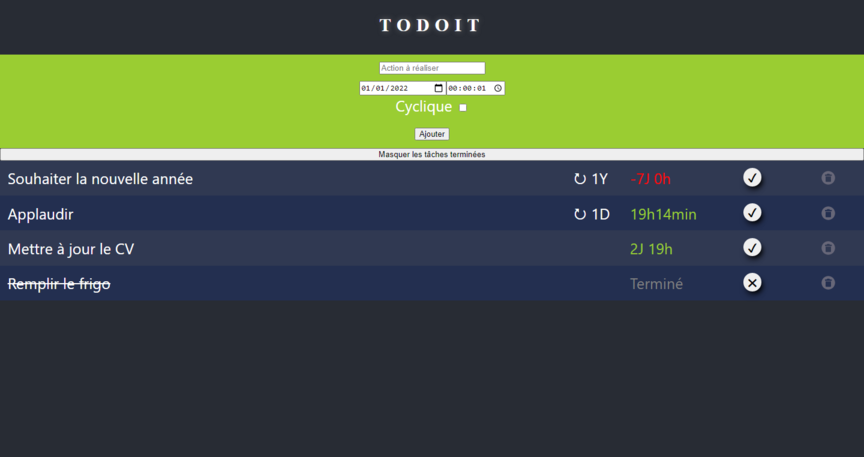 TODOIT
Action à réaliser
01/01/2022 00:00:01
Cyclique
Ajouter
Masquer les tâches terminées
Souhaiter la nouvelle année ↻ 1Y -7J 0h
Applaudir ↻ 1D 19h14min
Mettre à jour le CV 2J 19h
Remplir le frigo Terminé